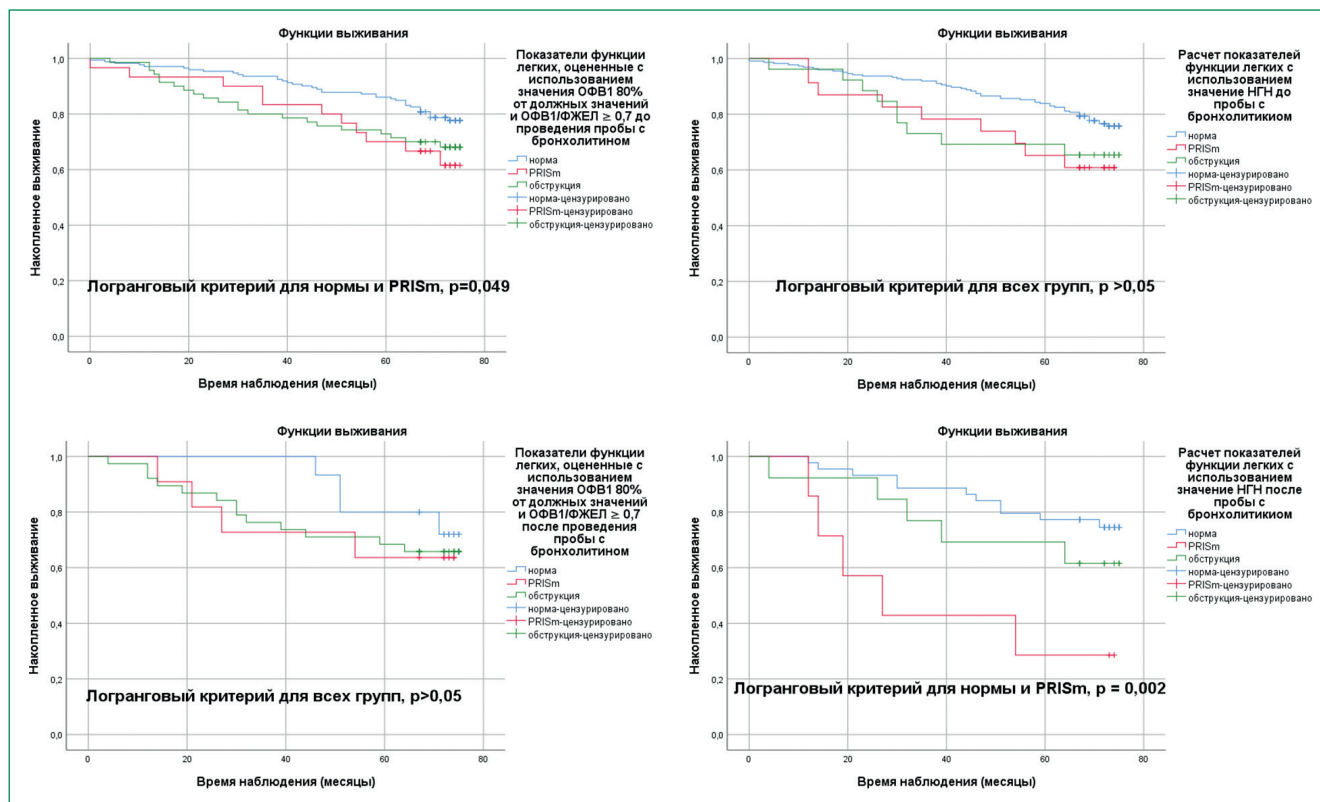 Функции выживания
Накопленное выживание
1,0
0,8
0,6
0,4
0,2
0,0
0 20 40 60 80
Время наблюдения (месяцы)
Логранговый критерий для нормы и PRISm, p=0,049
Показатели функции
легких, оцененные с
использованием
значения ОФВ1 80%
от должных значений
и ОФВ1/ФЖЕЛ ≥ 0,7 до
проведения пробы с
бронхолитином
норма
PRISm
обструкция
норма-цензурировано
PRISm-цензурировано
обструкция-цензурировано
Функции выживания
Накопленное выживание
1,0
0,8
0,6
0,4
0,2
0,0
0 20 40 60 80
Время наблюдения (месяцы)
Логранговый критерий для всех групп, p >0,05
Расчет показателей
функции легких с
использованием
значение НГН до
пробы с
бронхолитикиом
норма
PRISm
обструкция
норма-цензурировано
PRISm-цензурировано
обструкция-цензурировано
Функции выживания
Накопленное выживание
1,0
0,8
0,6
0,4
0,2
0,0
0 20 40 60 80
Время наблюдения (месяцы)
Логранговый критерий для всех групп, p>0,05
Показатели функции
легких, оцененные с
использованием
значения ОФВ1 80%
от должных значений
и ОФВ1/ФЖЕЛ ≥ 0,7
после проведения
пробы с
бронхолитином
норма
PRISm
обструкция
норма-цензурировано
PRISm-цензурировано
обструкция-цензурировано
Функции выживания
Накопленное выживание
1,0
0,8
0,6
0,4
0,2
0,0
0 20 40 60 80
Время наблюдения (месяцы)
Логранговый критерий для нормы и PRISm, p = 0,002
Расчет показателей
функции легких с
использованием
значение НГН после
пробы с
бронхолитикиом
норма
PRISm
обструкция
норма-цензурировано
PRISm-цензурировано
обструкция-цензурировано